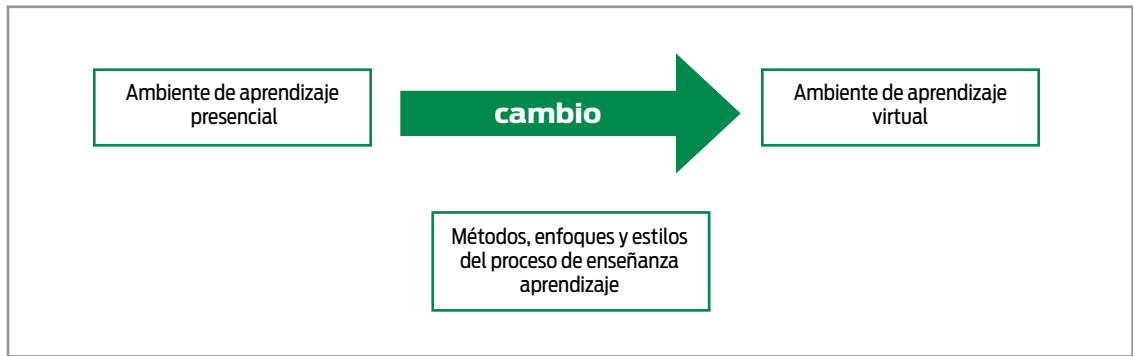 Ambiente de aprendizaje
presencial
cambio
Ambiente de aprendizaje
virtual
Métodos, enfoques y estilos
del proceso de enseñanza
aprendizaje